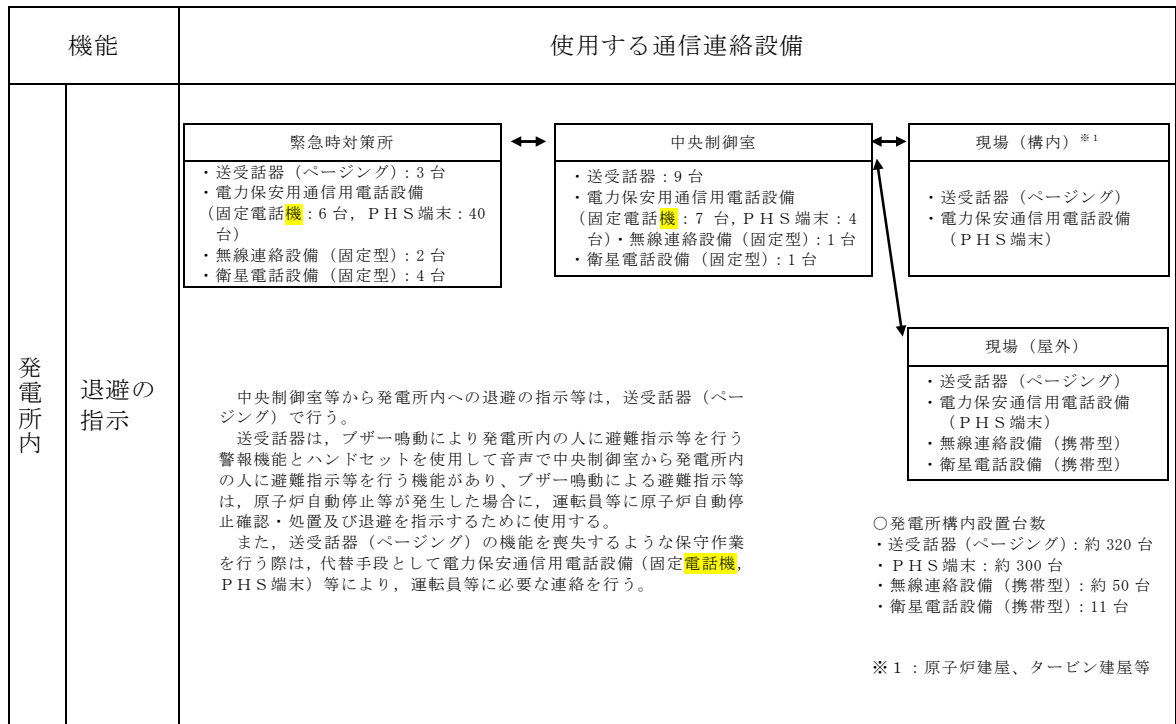 機能
使用する通信連絡設備
発電所内
退避の
指示
緊急時対策所
・送受話器（ページング）：3 台
・電力保安用通信用電話設備
（固定電話機：6 台，ＰＨＳ端末：40
台）
・無線連絡設備（固定型）：2 台
・衛星電話設備（固定型）：4 台
中央制御室
・送受話器：9 台
・電力保安用通信用電話設備
（固定電話機：7 台，ＰＨＳ端末：4
台）・無線連絡設備（固定型）：1 台
・衛星電話設備（固定型）：1 台
現場（構内）※1
・送受話器（ページング）
・電力保安通信用電話設備
（ＰＨＳ端末）
現場（屋外）
・送受話器（ページング）
・電力保安通信用電話設備
（ＰＨＳ端末）
・無線連絡設備（携帯型）
・衛星電話設備（携帯型）
中央制御室等から発電所内への退避の指示等は，送受話器（ペー
ジング）で行う。
送受話器は，ブザー鳴動により発電所内の人に避難指示等を行う
警報機能とハンドセットを使用して音声で中央制御室から発電所内
の人に避難指示等を行う機能があり、ブザー鳴動による避難指示等
は，原子炉自動停止等が発生した場合に，運転員等に原子炉自動停
止確認・処置及び退避を指示するために使用する。
また，送受話器（ページング）の機能を喪失するような保守作業
を行う際は，代替手段として電力保安通信用電話設備（固定電話機，
ＰＨＳ端末）等により，運転員等に必要な連絡を行う。
○発電所構内設置台数
・送受話器（ページング）：約 320 台
・ＰＨＳ端末：約 300 台
・無線連絡設備（携帯型）：約 50 台
・衛星電話設備（携帯型）：11 台
※１：原子炉建屋、タービン建屋等